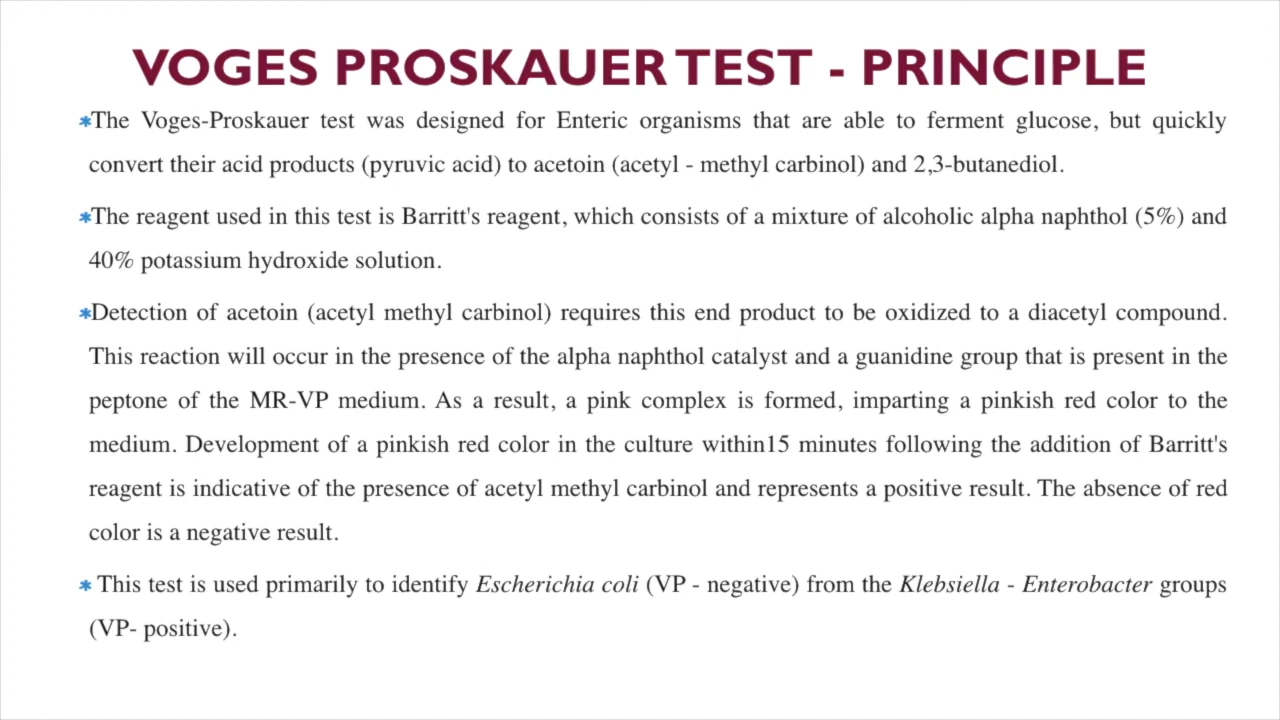 VOGES PROSKAUER TEST - PRINCIPLE
*The Voges-Proskauer test was designed for Enteric organisms that are able to ferment glucose, but quickly
convert their acid products (pyruvic acid) to acetoin (acetyl - methyl carbinol) and 2,3-butanediol.
*The reagent used in this test is Barritt's reagent, which consists of a mixture of alcoholic alpha naphthol (5%) and
40% potassium hydroxide solution.
*Detection of acetoin (acetyl methyl carbinol) requires this end product to be oxidized to a diacetyl compound.
This reaction will occur in the presence of the alpha naphthol catalyst and a guanidine group that is present in the
peptone of the MR-VP medium. As a result, a pink complex is formed, imparting a pinkish red color to the
medium. Development of a pinkish red color in the culture within15 minutes following the addition of Barritt's
reagent is indicative of the presence of acetyl methyl carbinol and represents a positive result. The absence of red
color is a negative result.
* This test is used primarily to identify Escherichia coli (VP - negative) from the Klebsiella - Enterobacter groups
(VP- positive).